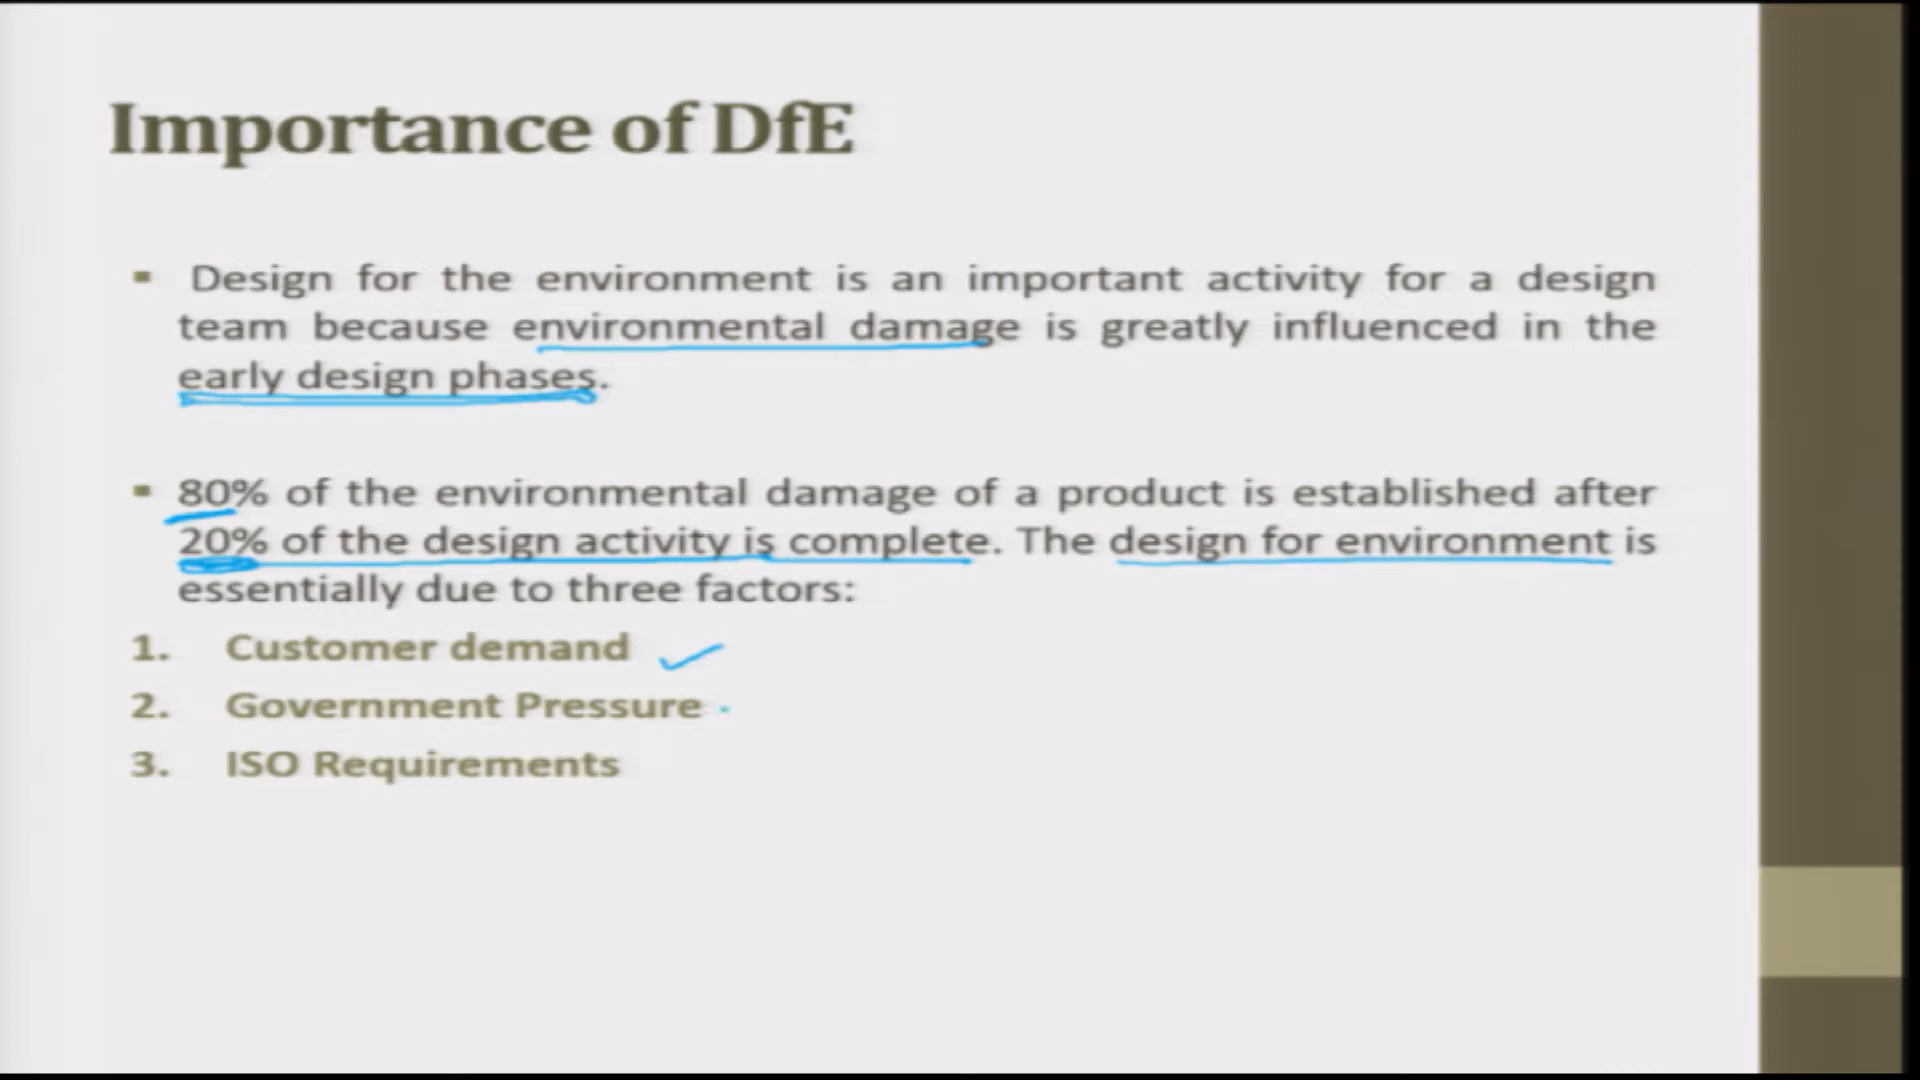 Importance of DfE
▪ Design for the environment is an important activity for a design
team because environmental damage is greatly influenced in the
early design phases.
▪ 80% of the environmental damage of a product is established after
20% of the design activity is complete. The design for environment is
essentially due to three factors:
1. Customer demand ✓
2. Government Pressure
3. ISO Requirements